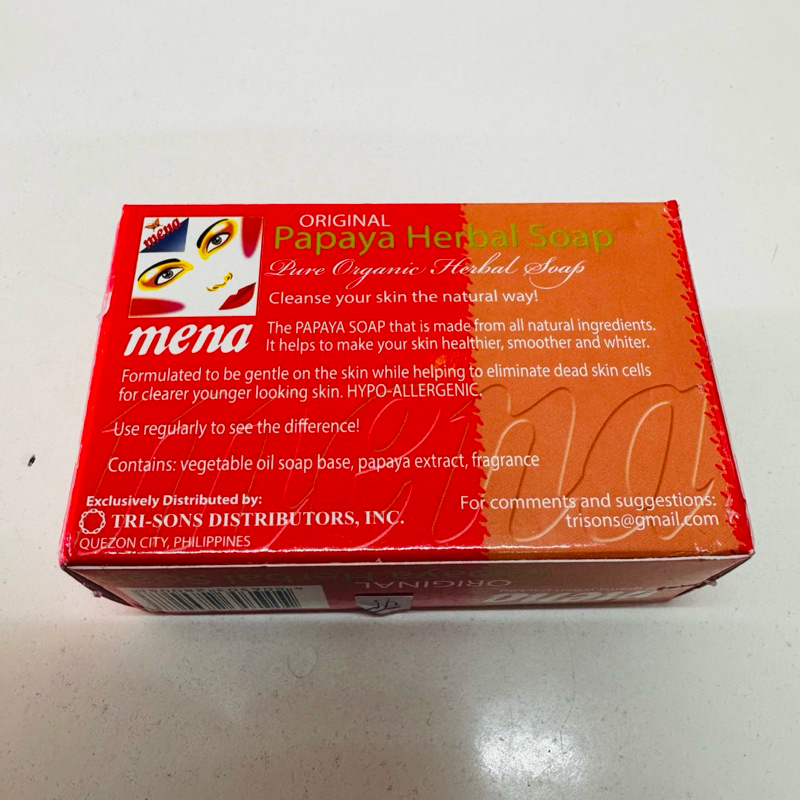 mena
ORIGINAL
Papaya Herbal Soap
Pure Organic Herbal Soap
Cleanse your skin the natural way!
mena
The PAPAYA SOAP that is made from all natural ingredients.
It helps to make your skin healthier, smoother and whiter.
Formulated to be gentle on the skin while helping to eliminate dead skin cells
for clearer younger looking skin. HYPO-ALLERGENIC.
Use regularly to see the difference!
Contains: vegetable oil soap base, papaya extract, fragrance
mena
Exclusively Distributed by:
TRI-SONS DISTRIBUTORS, INC.
QUEZON CITY, PHILIPPINES
For comments and suggestions:
trisons@gmail.com
ORIGINAL
mena